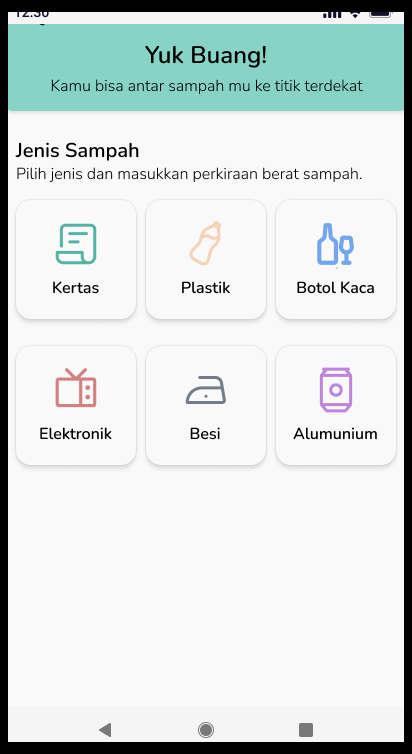 12:30
Yuk Buang!
Kamu bisa antar sampah mu ke titik terdekat
Jenis Sampah
Pilih jenis dan masukkan perkiraan berat sampah.
Kertas
Plastik
Botol Kaca
Elektronik
Besi
Alumunium